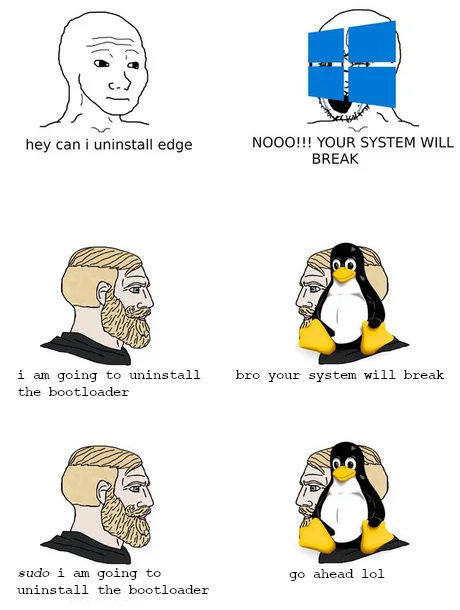 hey can i uninstall edge
NOOO!!! YOUR SYSTEM WILL
BREAK
i am going to uninstall
the bootloader
bro your system will break
sudo i am going to
uninstall the bootloader
go ahead lol